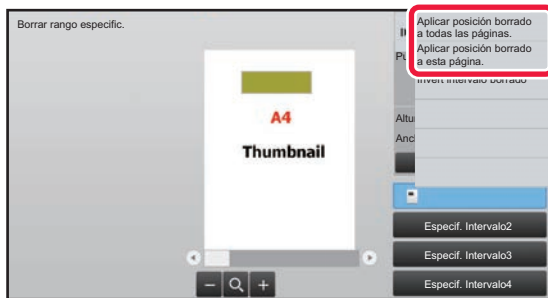 Borrar rango especific.
Aplicar posición borrado
a todas las páginas.
Aplicar posición borrado
a esta página.
Invert intervalo borrado
A4
Thumbnail
Especif. Intervalo2
Especif. Intervalo3
Especif. Intervalo4